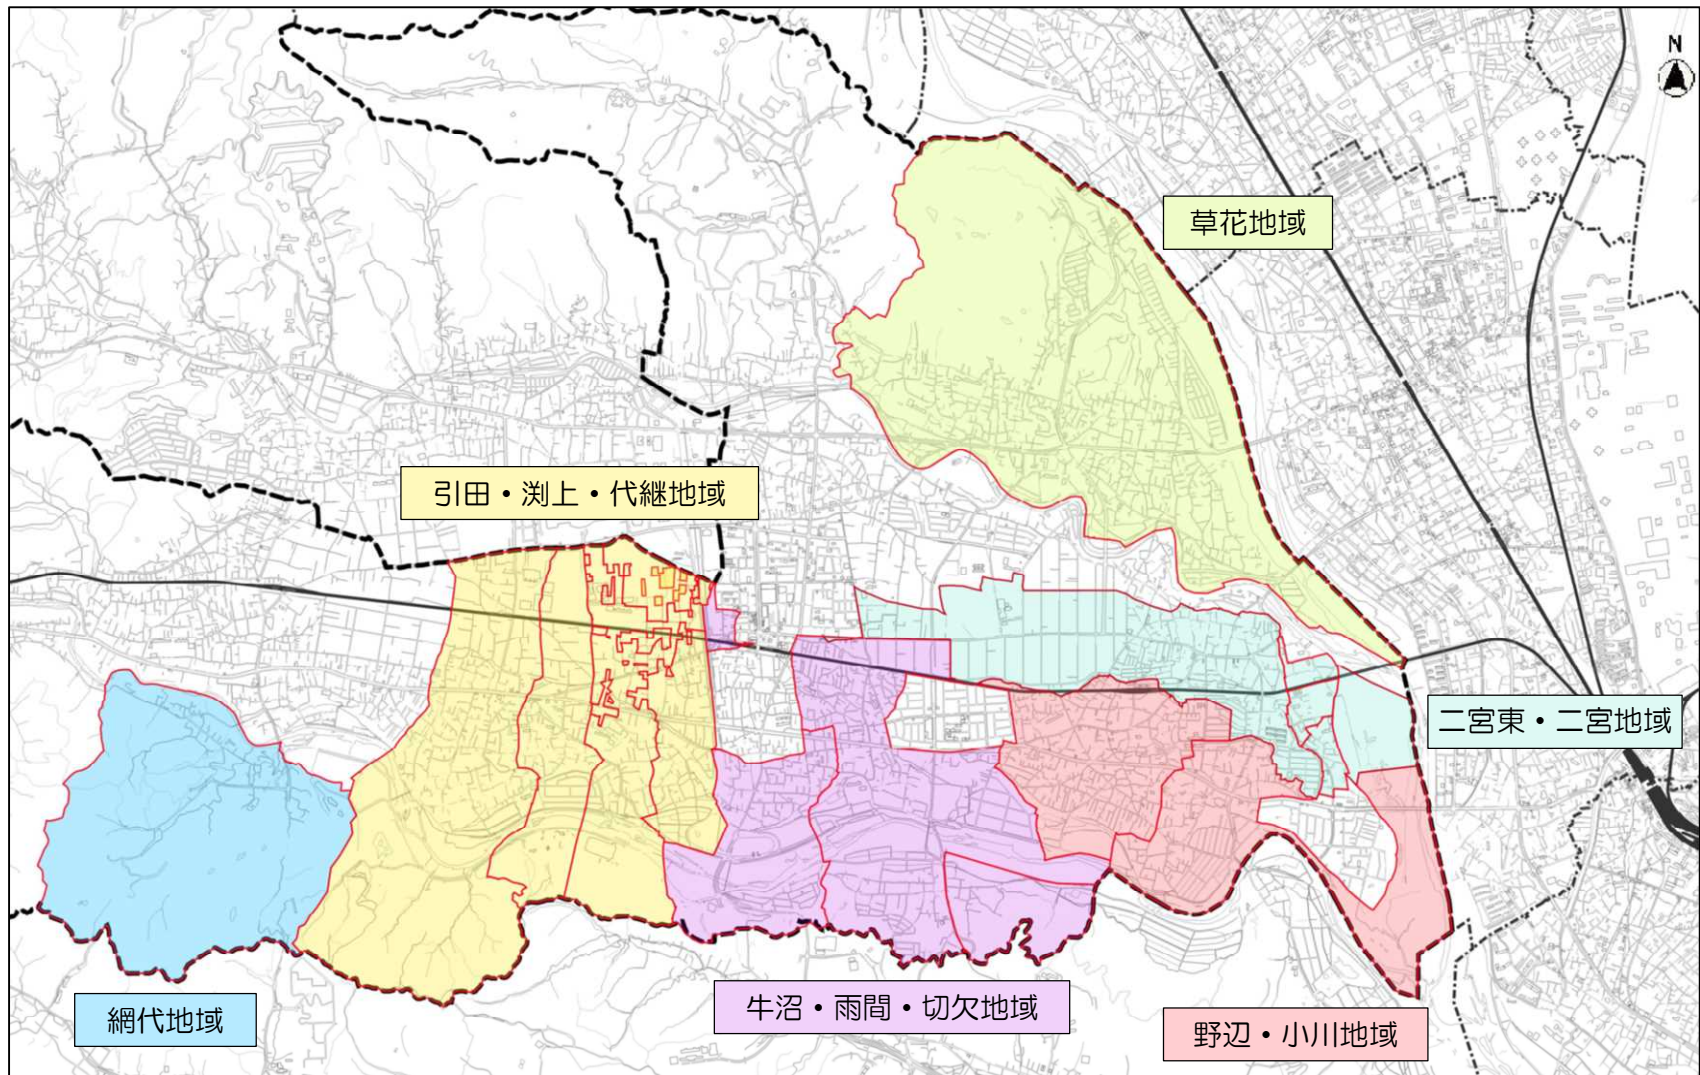 N
草花地域
引田・渕上・代継地域
二宮東・二宮地域
網代地域
牛沼・雨間・切欠地域
野辺・小川地域